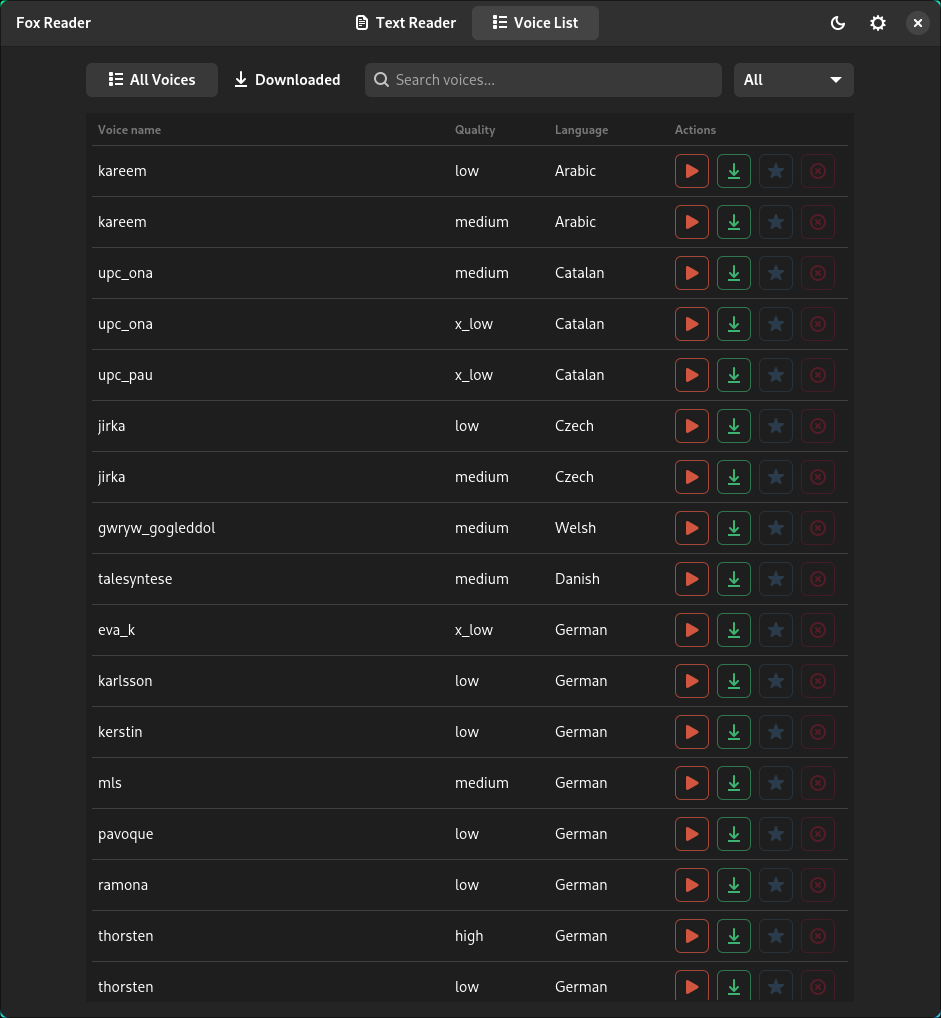 Fox Reader Text Reader Voice List
All Voices Downloaded Search voices... All
Voice name Quality Language Actions
kareem low Arabic
kareem medium Arabic
upc_ona medium Catalan
upc_ona x_low Catalan
upc_pau x_low Catalan
jirka low Czech
jirka medium Czech
gwryw_gogleddol medium Welsh
talesyntese medium Danish
eva_k x_low German
karlsson low German
kerstin low German
mls medium German
pavoque low German
ramona low German
thorsten high German
thorsten low German